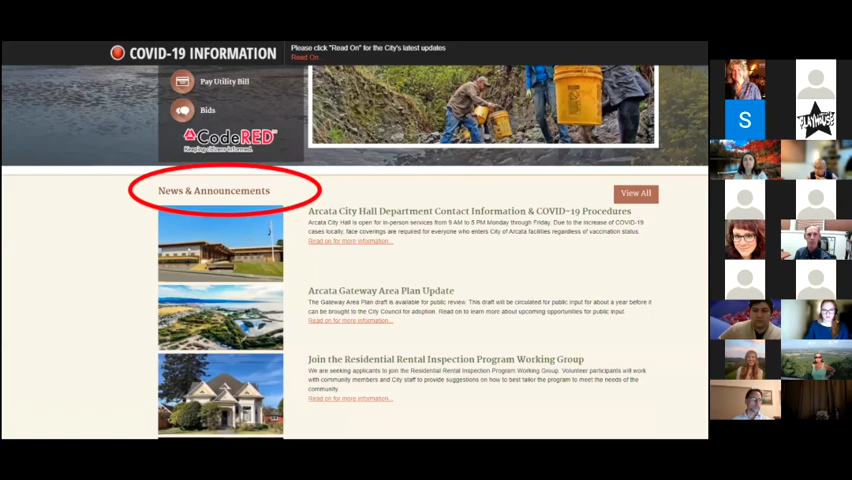 COVID-19 INFORMATION
Please click "Read On" for the City's latest updates
Read On...
Pay Utility Bill
Bids
CodeRED
Keeping citizens informed.
News & Announcements
View All
Arcata City Hall Department Contact Information & COVID-19 Procedures
Arcata City Hall is open for in-person services from 9 AM to 5 PM Monday through Friday. Due to the increase of COVID-19
cases locally, face coverings are required for everyone who enters City of Arcata facilities regardless of vaccination status.
Read on for more information...
Arcata Gateway Area Plan Update
The Gateway Area Plan draft is available for public review. This draft will be circulated for public input for about a year before it
can be brought to the City Council for adoption. Read on to learn more about upcoming opportunities for public input.
Read on for more information...
Join the Residential Rental Inspection Program Working Group
We are seeking applicants to join the Residential Rental Inspection Program Working Group. Volunteer participants will work
with community members and City staff to provide suggestions on how to best tailor the program to meet the needs of the
community.
Read on for more information...
S
PLAYHOUSE